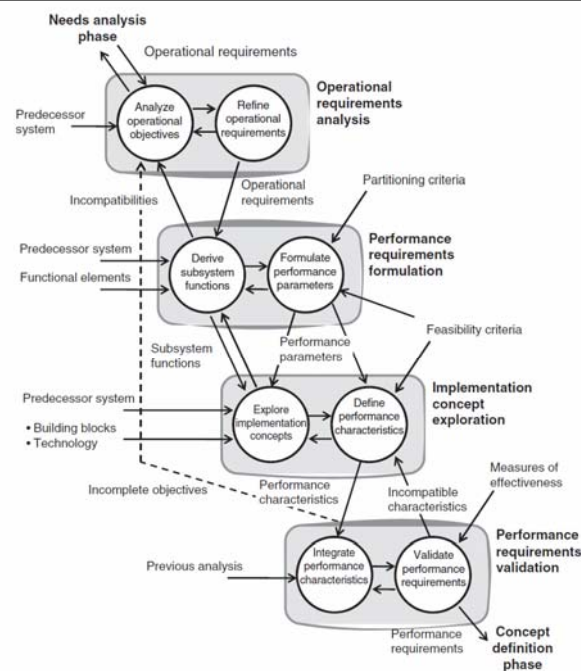 Needs analysis
phase
Operational requirements
Operational
requirements
analysis
Predecessor
system
Analyze
operational
objectives
Refine
operational
requirements
Incompatibilities
Operational
requirements
Partitioning criteria
Performance
requirements
formulation
Predecessor system
Functional elements
Derive
subsystem
functions
Formulate
performance
parameters
Feasibility criteria
Subsystem
functions
Performance
parameters
Implementation
concept
exploration
Predecessor system
• Building blocks
• Technology
Explore
implementation
concepts
Define
performance
characteristics
Incomplete objectives
Performance
characteristics
Incompatible
characteristics
Measures of
effectiveness
Performance
requirements
validation
Previous analysis
Integrate
performance
characteristics
Validate
performance
requirements
Performance
requirements
Concept
definition
phase